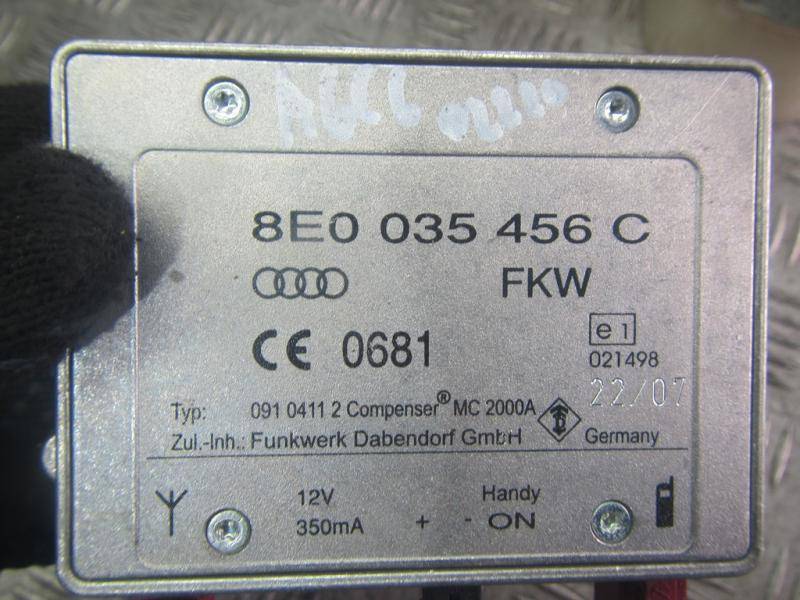 8E0 035 456 C
FKW
CE 0681
e1
021498
22/07
Typ: 091 0411 2 Compenser® MC 2000A
Zul.-Inh.: Funkwerk Dabendorf GmbH Germany
12V Handy
350mA + - ON